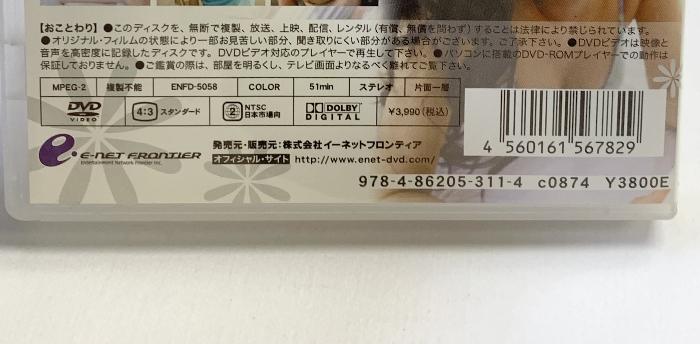 【おことわり】●このディスクを、無断で複製、放送、上映、配信、レンタル(有償、無償を問わず)することは法律により禁じられています。
●オリジナル・フィルムの状態により一部お見苦しい部分、聞き取りにくい部分がある場合がございます。ご了承下さい。●DVDビデオは映像と
音声を高密度に記録したディスクです。DVDビデオ対応のプレイヤーで再生して下さい。●パソコンに搭載のDVD-ROMプレイヤーでの動作は
保証しておりません。●ご鑑賞の際は、部屋を明るくし、テレビ画面よりなるべく離れてご覧下さい。
MPEG-2 複製不能 ENFD-5058 COLOR 51min ステレオ 片面一層
DVD VIDEO 4:3 スタンダード 2 NTSC 日本市場向 DOLBY DIGITAL ¥3,990(税込)
4 560161 567829
e-NET FRONTIER
Entertainment Network Frontier Inc.
発売元・販売元:株式会社イーネットフロンティア
オフィシャル・サイト http://www.enet-dvd.com/
978-4-86205-311-4 C0874 Y3800E